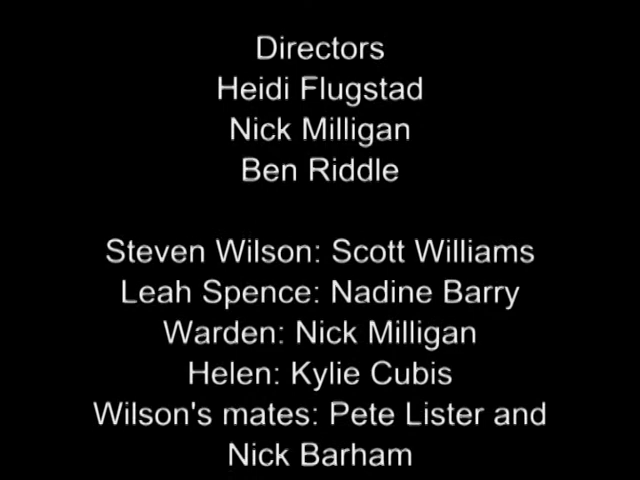 Directors
Heidi Flugstad
Nick Milligan
Ben Riddle
Steven Wilson: Scott Williams
Leah Spence: Nadine Barry
Warden: Nick Milligan
Helen: Kylie Cubis
Wilson's mates: Pete Lister and
Nick Barham